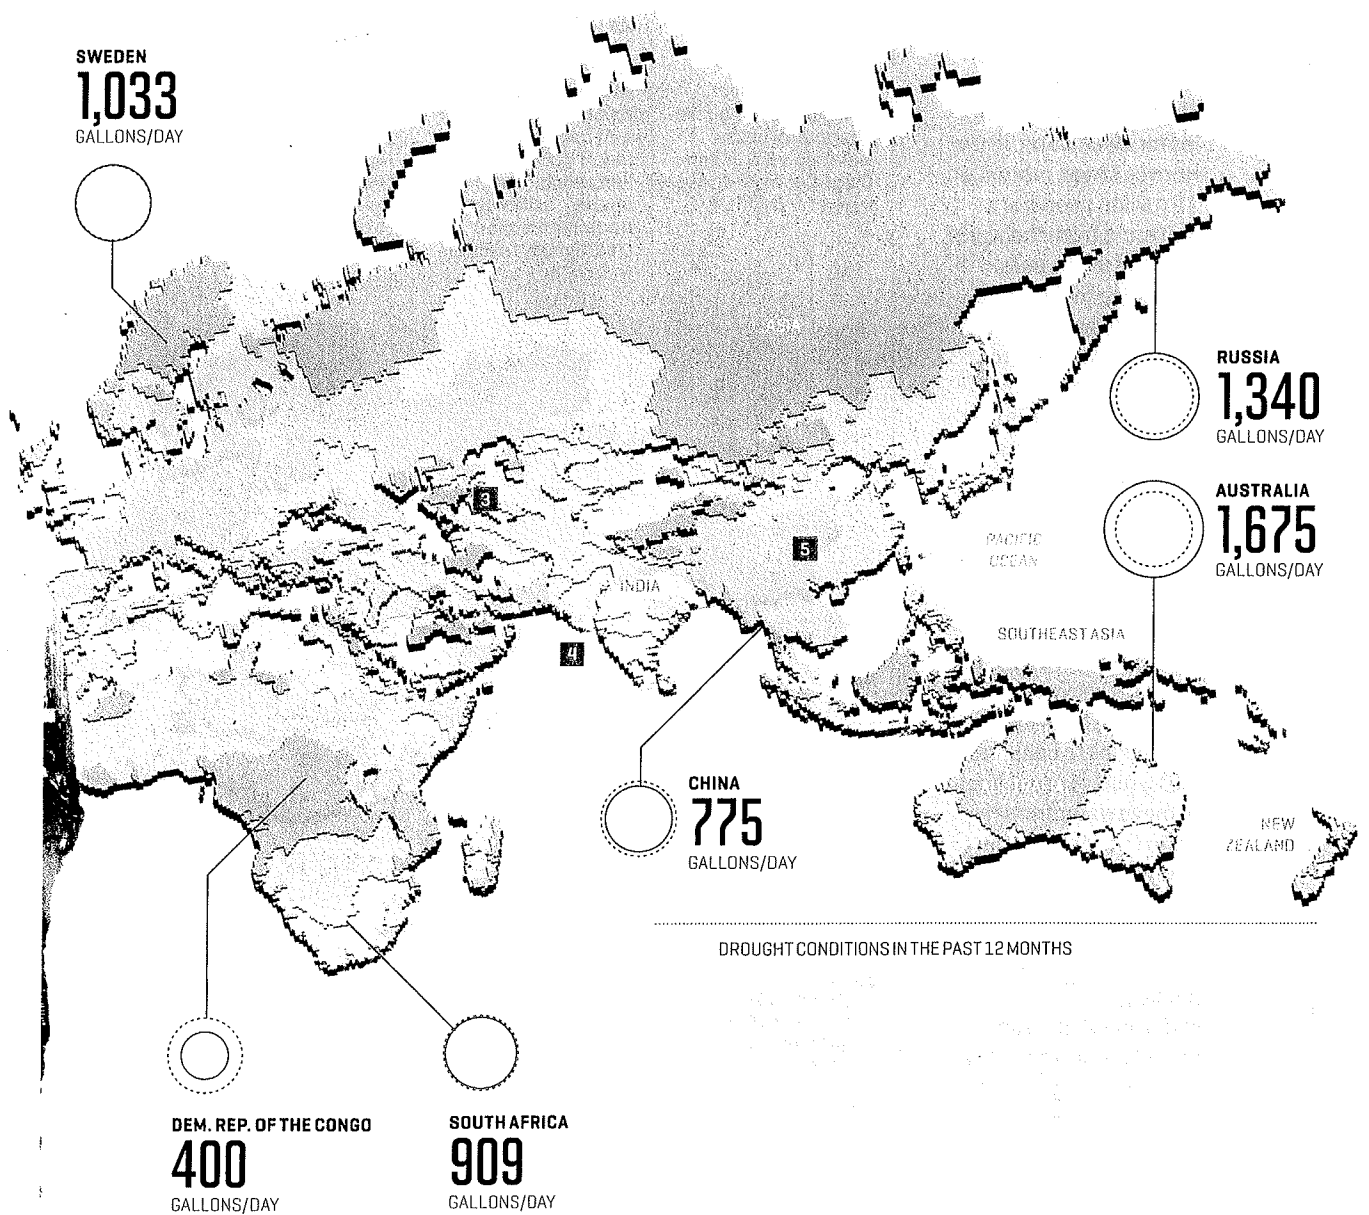 SWEDEN
1,033
GALLONS/DAY
ASIA
RUSSIA
1,340
GALLONS/DAY
3
AUSTRALIA
1,675
GALLONS/DAY
5
PACIFIC
OCEAN
INDIA
SOUTHEAST ASIA
4
CHINA
775
GALLONS/DAY
AUSTRALIA
NEW
ZEALAND
DROUGHT CONDITIONS IN THE PAST 12 MONTHS
DEM. REP. OF THE CONGO
400
GALLONS/DAY
SOUTH AFRICA
909
GALLONS/DAY